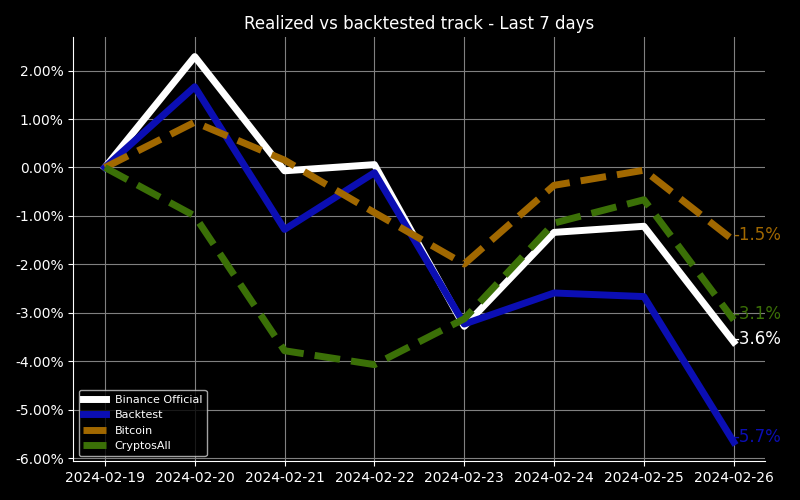 Realized vs backtested track - Last 7 days
2.00%
1.00%
0.00%
-1.00%
-2.00%
-3.00%
-4.00%
-5.00%
-6.00%
-1.5%
-3.1%
-3.6%
-5.7%
Binance Official
Backtest
Bitcoin
CryptosAll
2024-02-19 2024-02-20 2024-02-21 2024-02-22 2024-02-23 2024-02-24 2024-02-25 2024-02-26